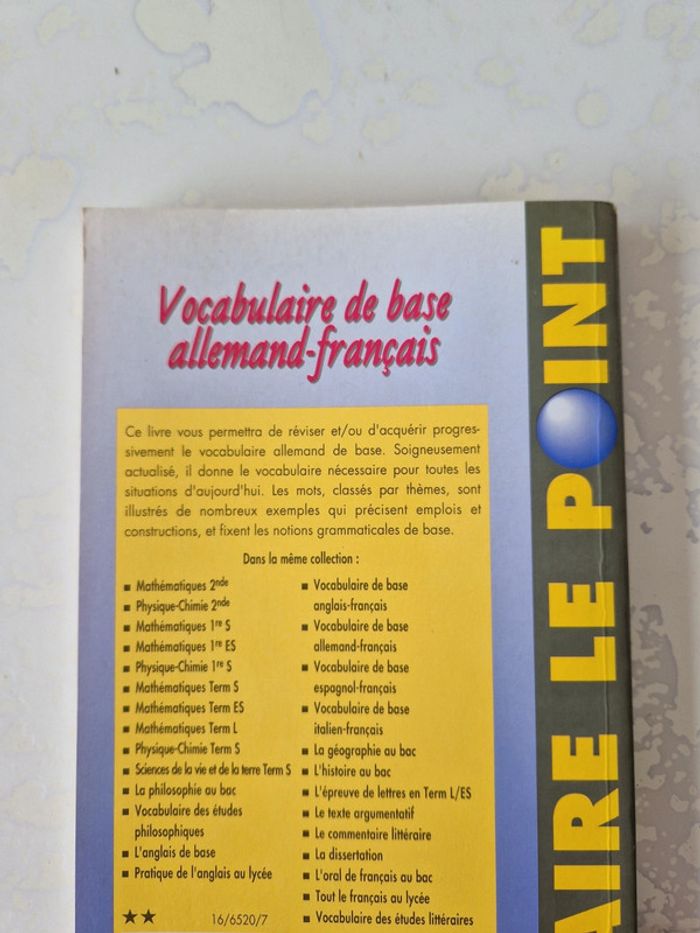 Vocabulaire de base
allemand-français
Ce livre vous permettra de réviser et/ou d'acquérir progres-
sivement le vocabulaire allemand de base. Soigneusement
actualisé, il donne le vocabulaire nécessaire pour toutes les
situations d'aujourd'hui. Les mots, classés par thèmes, sont
illustrés de nombreux exemples qui précisent emplois et
constructions, et fixent les notions grammaticales de base.
Dans la même collection :
■ Mathématiques 2nde
■ Physique-Chimie 2nde
■ Mathématiques 1re S
■ Mathématiques 1re ES
■ Physique-Chimie 1re S
■ Mathématiques Term S
■ Mathématiques Term ES
■ Mathématiques Term L
■ Physique-Chimie Term S
■ Sciences de la vie et de la terre Term S
■ La philosophie au bac
■ Vocabulaire des études
philosophiques
■ L'anglais de base
■ Pratique de l'anglais au lycée
■ Vocabulaire de base
anglais-français
■ Vocabulaire de base
allemand-français
■ Vocabulaire de base
espagnol-français
■ Vocabulaire de base
italien-français
■ La géographie au bac
■ L'histoire au bac
■ L'épreuve de lettres en Term L/ES
■ Le texte argumentatif
■ Le commentaire littéraire
■ La dissertation
■ L'oral de français au bac
■ Tout le français au lycée
■ Vocabulaire des études littéraires
★★ 16/6520/7
AIRE LE POINT